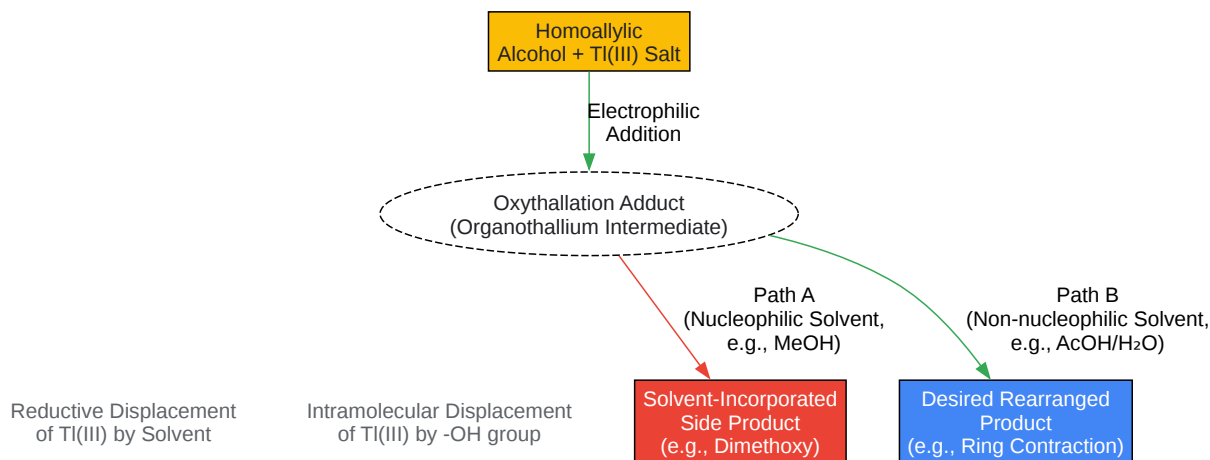 Homoallylic
Alcohol + Tl(III) Salt
Electrophilic
Addition
Oxythallation Adduct
(Organothallium Intermediate)
Path A
(Nucleophilic Solvent,
e.g., MeOH)
Path B
(Non-nucleophilic Solvent,
e.g., AcOH/H₂O)
Reductive Displacement
of Tl(III) by Solvent
Intramolecular Displacement
of Tl(III) by -OH group
Solvent-Incorporated
Side Product
(e.g., Dimethoxy)
Desired Rearranged
Product
(e.g., Ring Contraction)